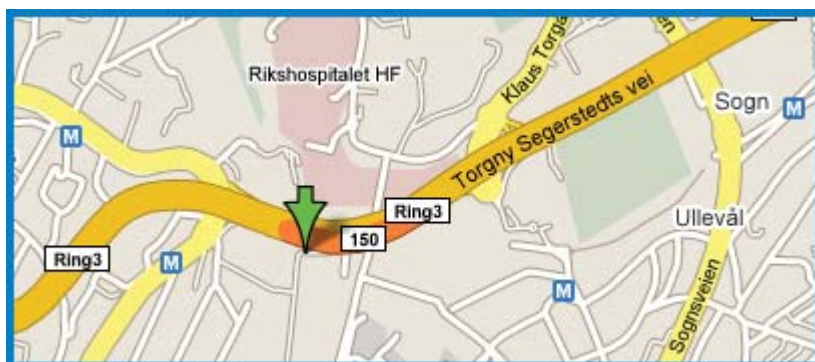 Rikshospitalet HF
Klaus Torga
Torgny Segerstedts vei
Sogn
M
M
Ring3
150
Ullevål
Ring3
M
M
Sognsveien